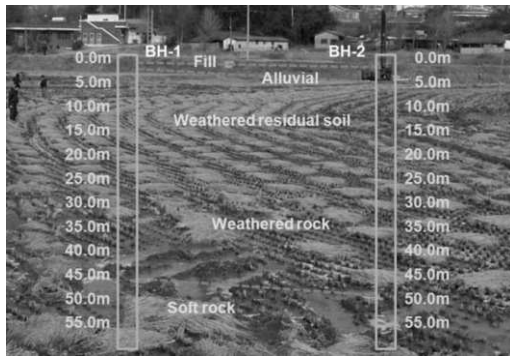 BH-1
BH-2
0.0m
Fill
0.0m
5.0m
Alluvial
5.0m
10.0m
10.0m
Weathered residual soil
15.0m
15.0m
20.0m
20.0m
25.0m
25.0m
30.0m
30.0m
Weathered rock
35.0m
35.0m
40.0m
40.0m
45.0m
45.0m
50.0m
50.0m
Soft rock
55.0m
55.0m